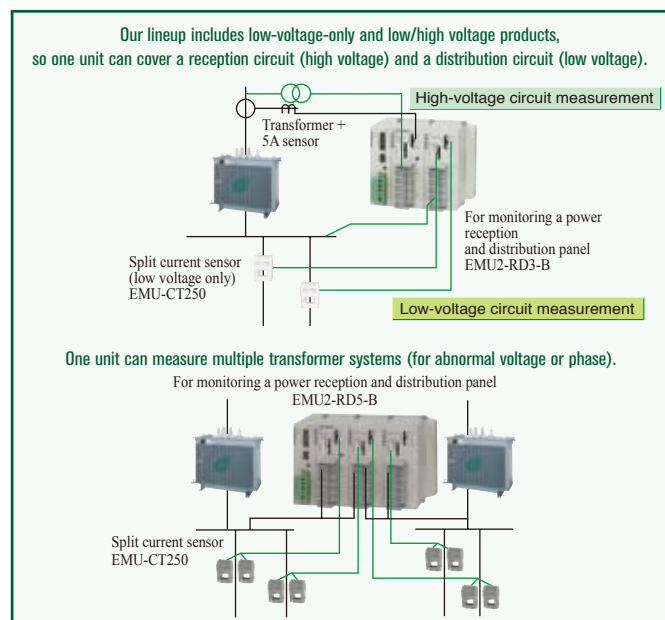 Our lineup includes low-voltage-only and low/high voltage products,
so one unit can cover a reception circuit (high voltage) and a distribution circuit (low voltage).
High-voltage circuit measurement
Transformer +
5A sensor
For monitoring a power
reception
and distribution panel
EMU2-RD3-B
Split current sensor
(low voltage only)
EMU-CT250
Low-voltage circuit measurement
One unit can measure multiple transformer systems (for abnormal voltage or phase).
For monitoring a power reception and distribution panel
EMU2-RD5-B
Split current sensor
EMU-CT250